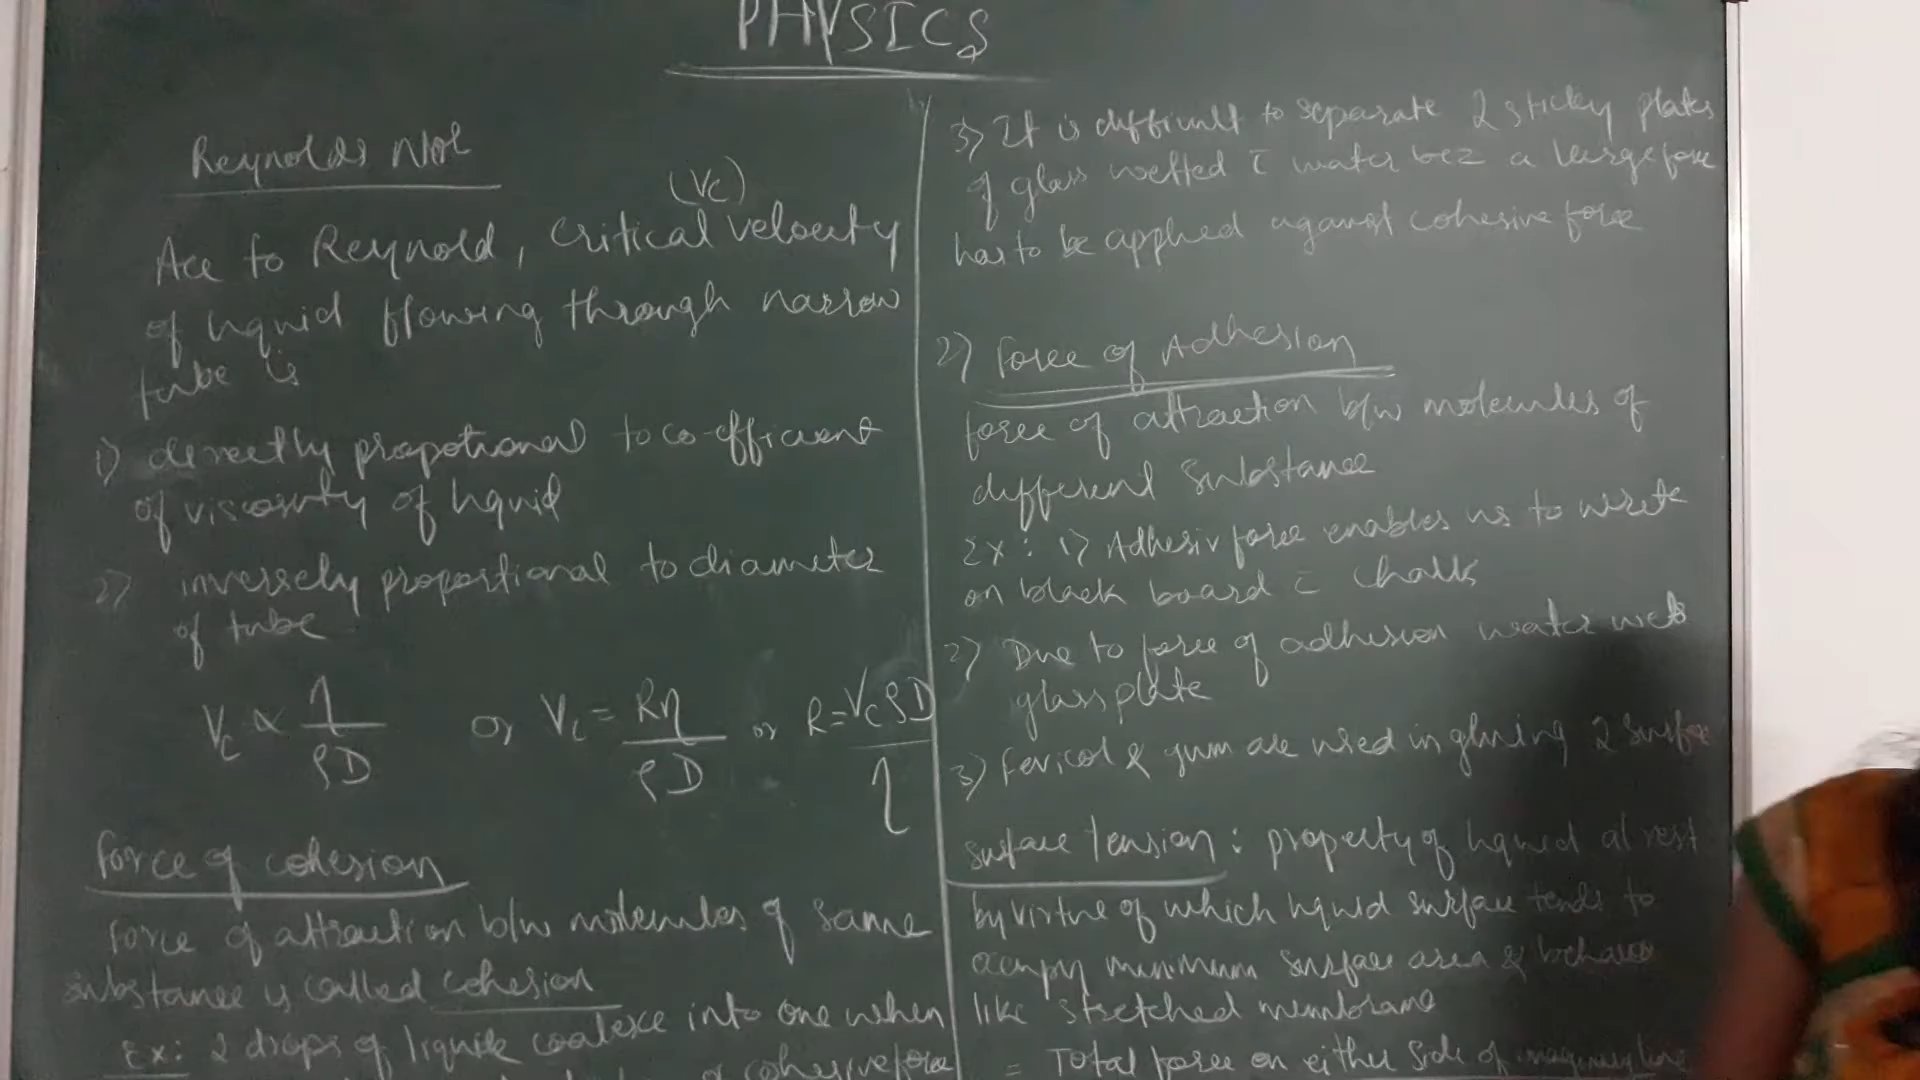 PHYSICS
Reynolds No!
(Vc)
Acc to Reynold, critical velocity
of liquid flowing through narrow
tube is
1) directly propotional to co-efficient
of viscosity of liquid
2) inversely proportional to diameter
of tube
Vc ∝ η/ρD or Vc = Rη/ρD or R = VcρD/η
Force of cohesion
Force of attraction b/w molecules of same
substance is called cohesion
Ex: 2 drops of liquid coalesce into one when
cohesive force
3) It is difficult to separate 2 sticky plates
of glass wetted c̄ water bcz a large force
has to be applied against cohesive force
2) Force of Adhesion
force of attraction b/w molecules of
different Substance
Ex: 1) Adhesiv force enables us to write
on black board c̄ chalk
2) Due to force of adhesion water wets
glass plate
3) Fevicol & gum are used in gluing 2 surface
Surface Tension: property of liquid at rest
by virtue of which liquid surface tends to
occupy minimum surface area & behaves
like stretched membrane
= Total force on either side of imaginary line